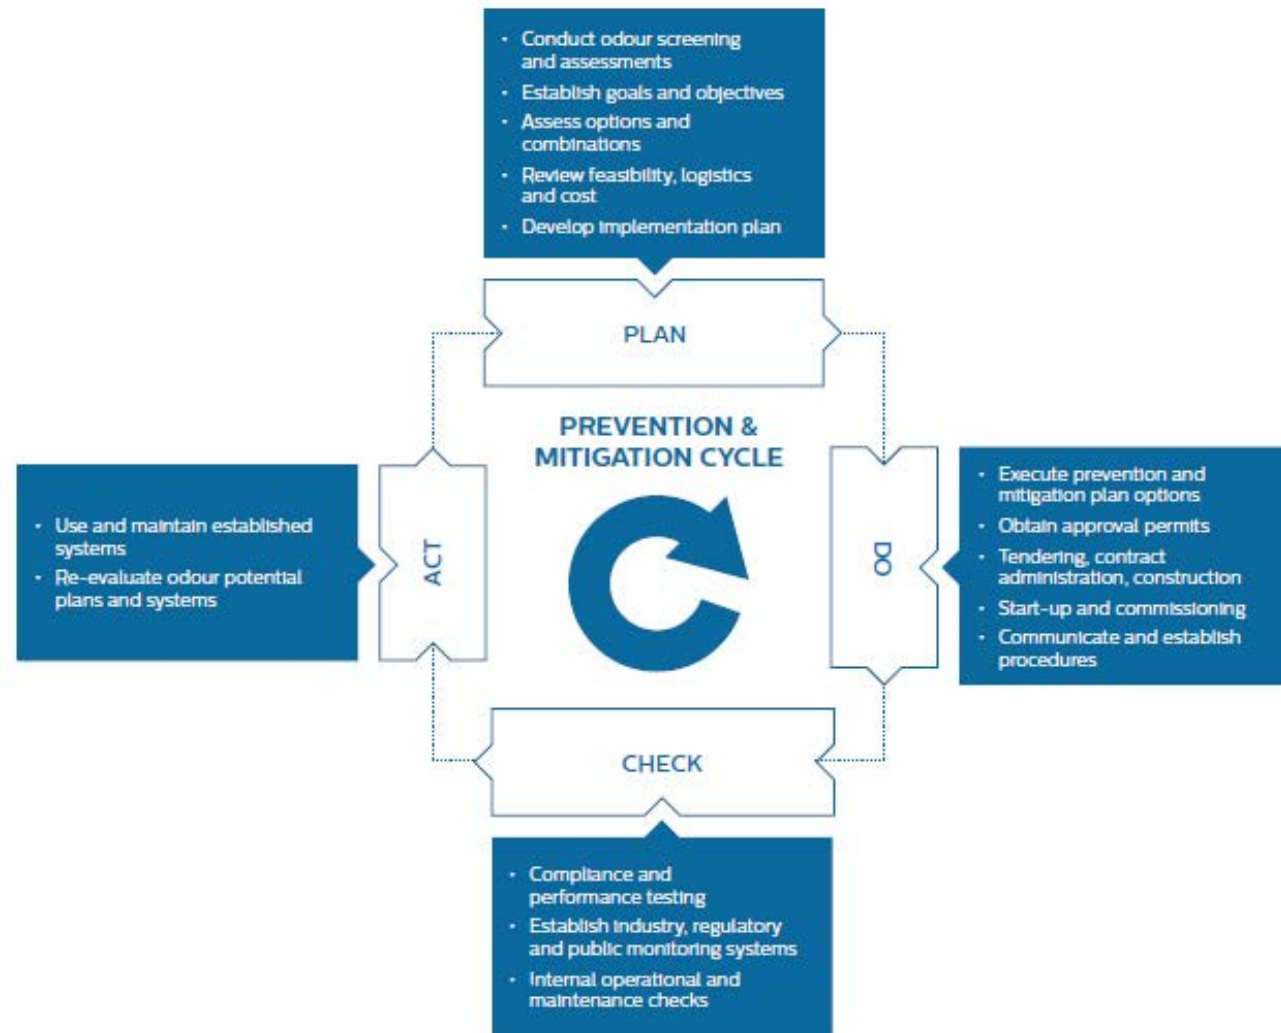 • Conduct odour screening
and assessments
• Establish goals and objectives
• Assess options and
combinations
• Review feasibility, logistics
and cost
• Develop implementation plan
PLAN
PREVENTION &
MITIGATION CYCLE
DO
• Execute prevention and
mitigation plan options
• Obtain approval permits
• Tendering, contract
administration, construction
• Start-up and commissioning
• Communicate and establish
procedures
CHECK
• Compliance and
performance testing
• Establish industry, regulatory
and public monitoring systems
• Internal operational and
maintenance checks
ACT
• Use and maintain established
systems
• Re-evaluate odour potential
plans and systems